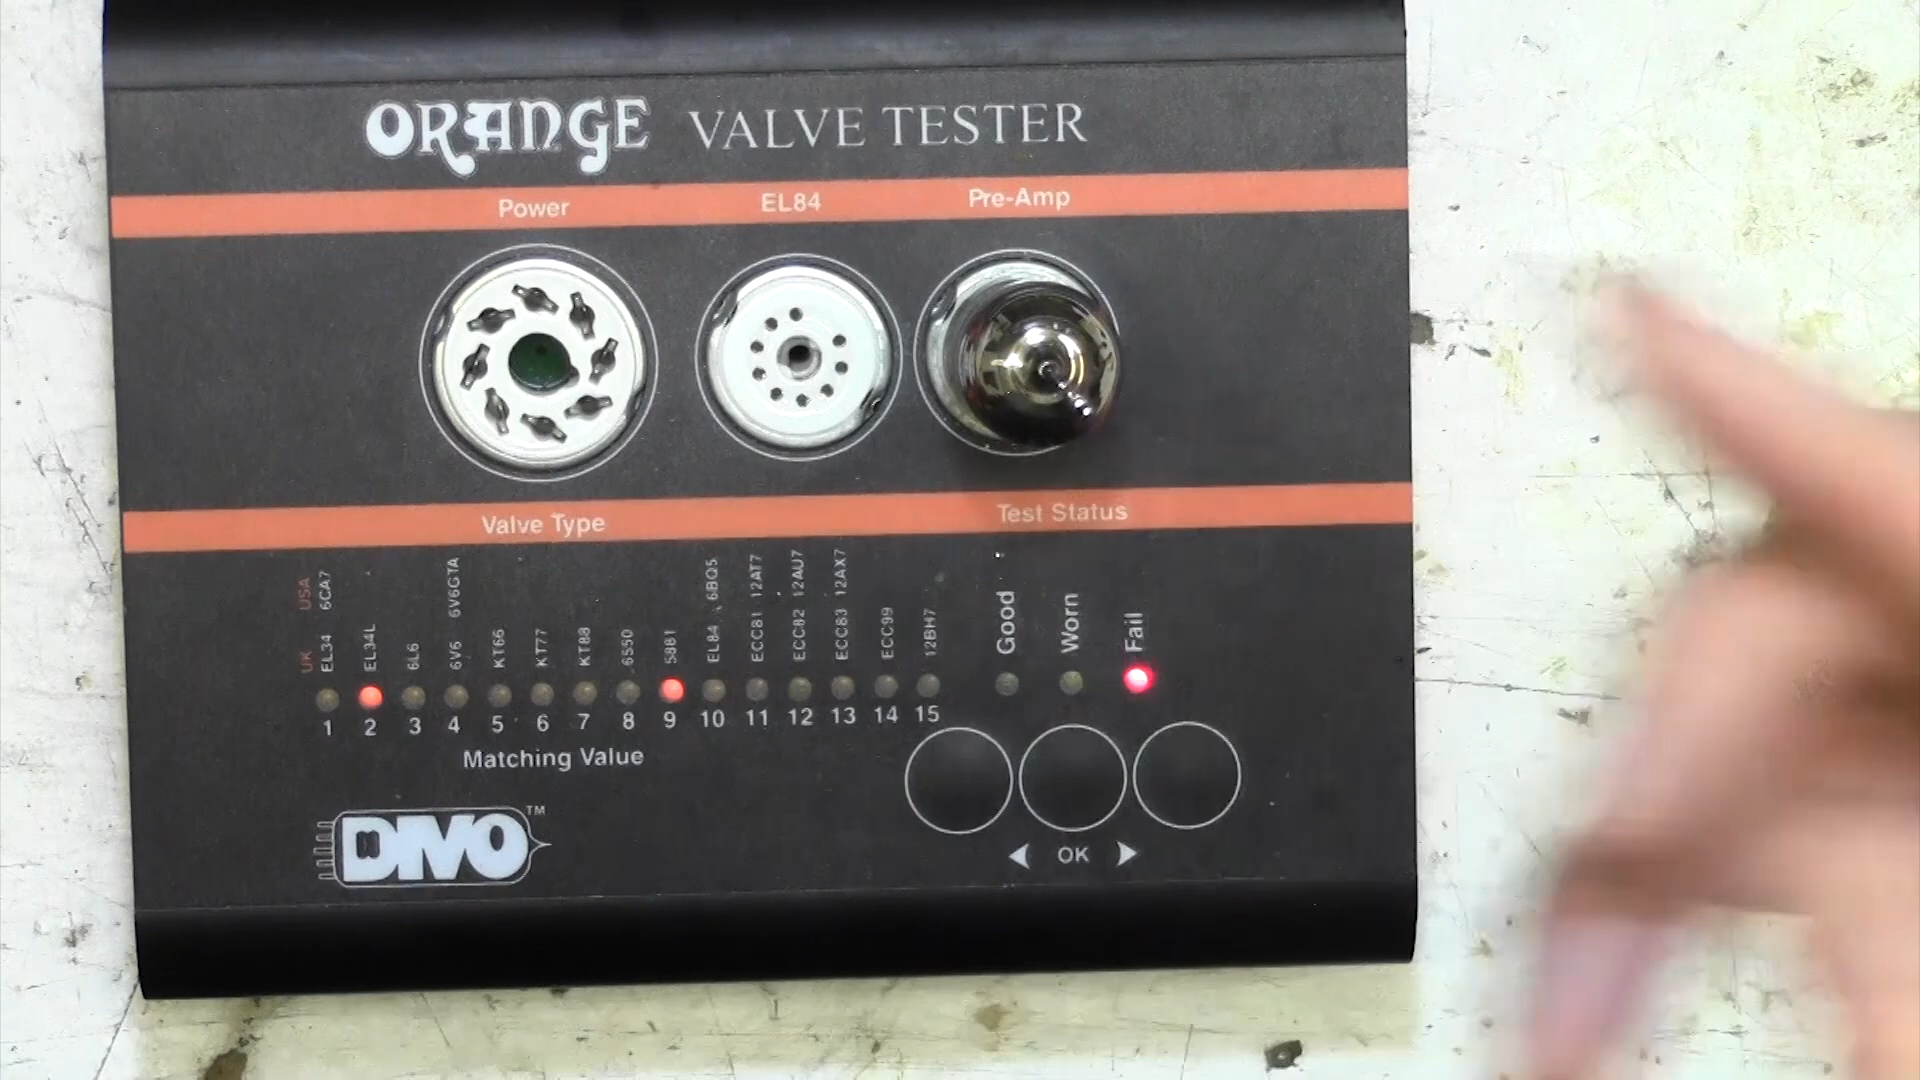 ORANGE VALVE TESTER
Power EL84 Pre-Amp
Valve Type Test Status
UK USA
EL34 6CA7
EL34L
6L6
6V6 6V6GTA
KT66
KT77
KT88
6550
5881
EL84 6BQ5
ECC81 12AT7
ECC82 12AU7
ECC83 12AX7
ECC99
12BH7
Good
Worn
Fail
1 2 3 4 5 6 7 8 9 10 11 12 13 14 15
Matching Value
DIVO TM
OK